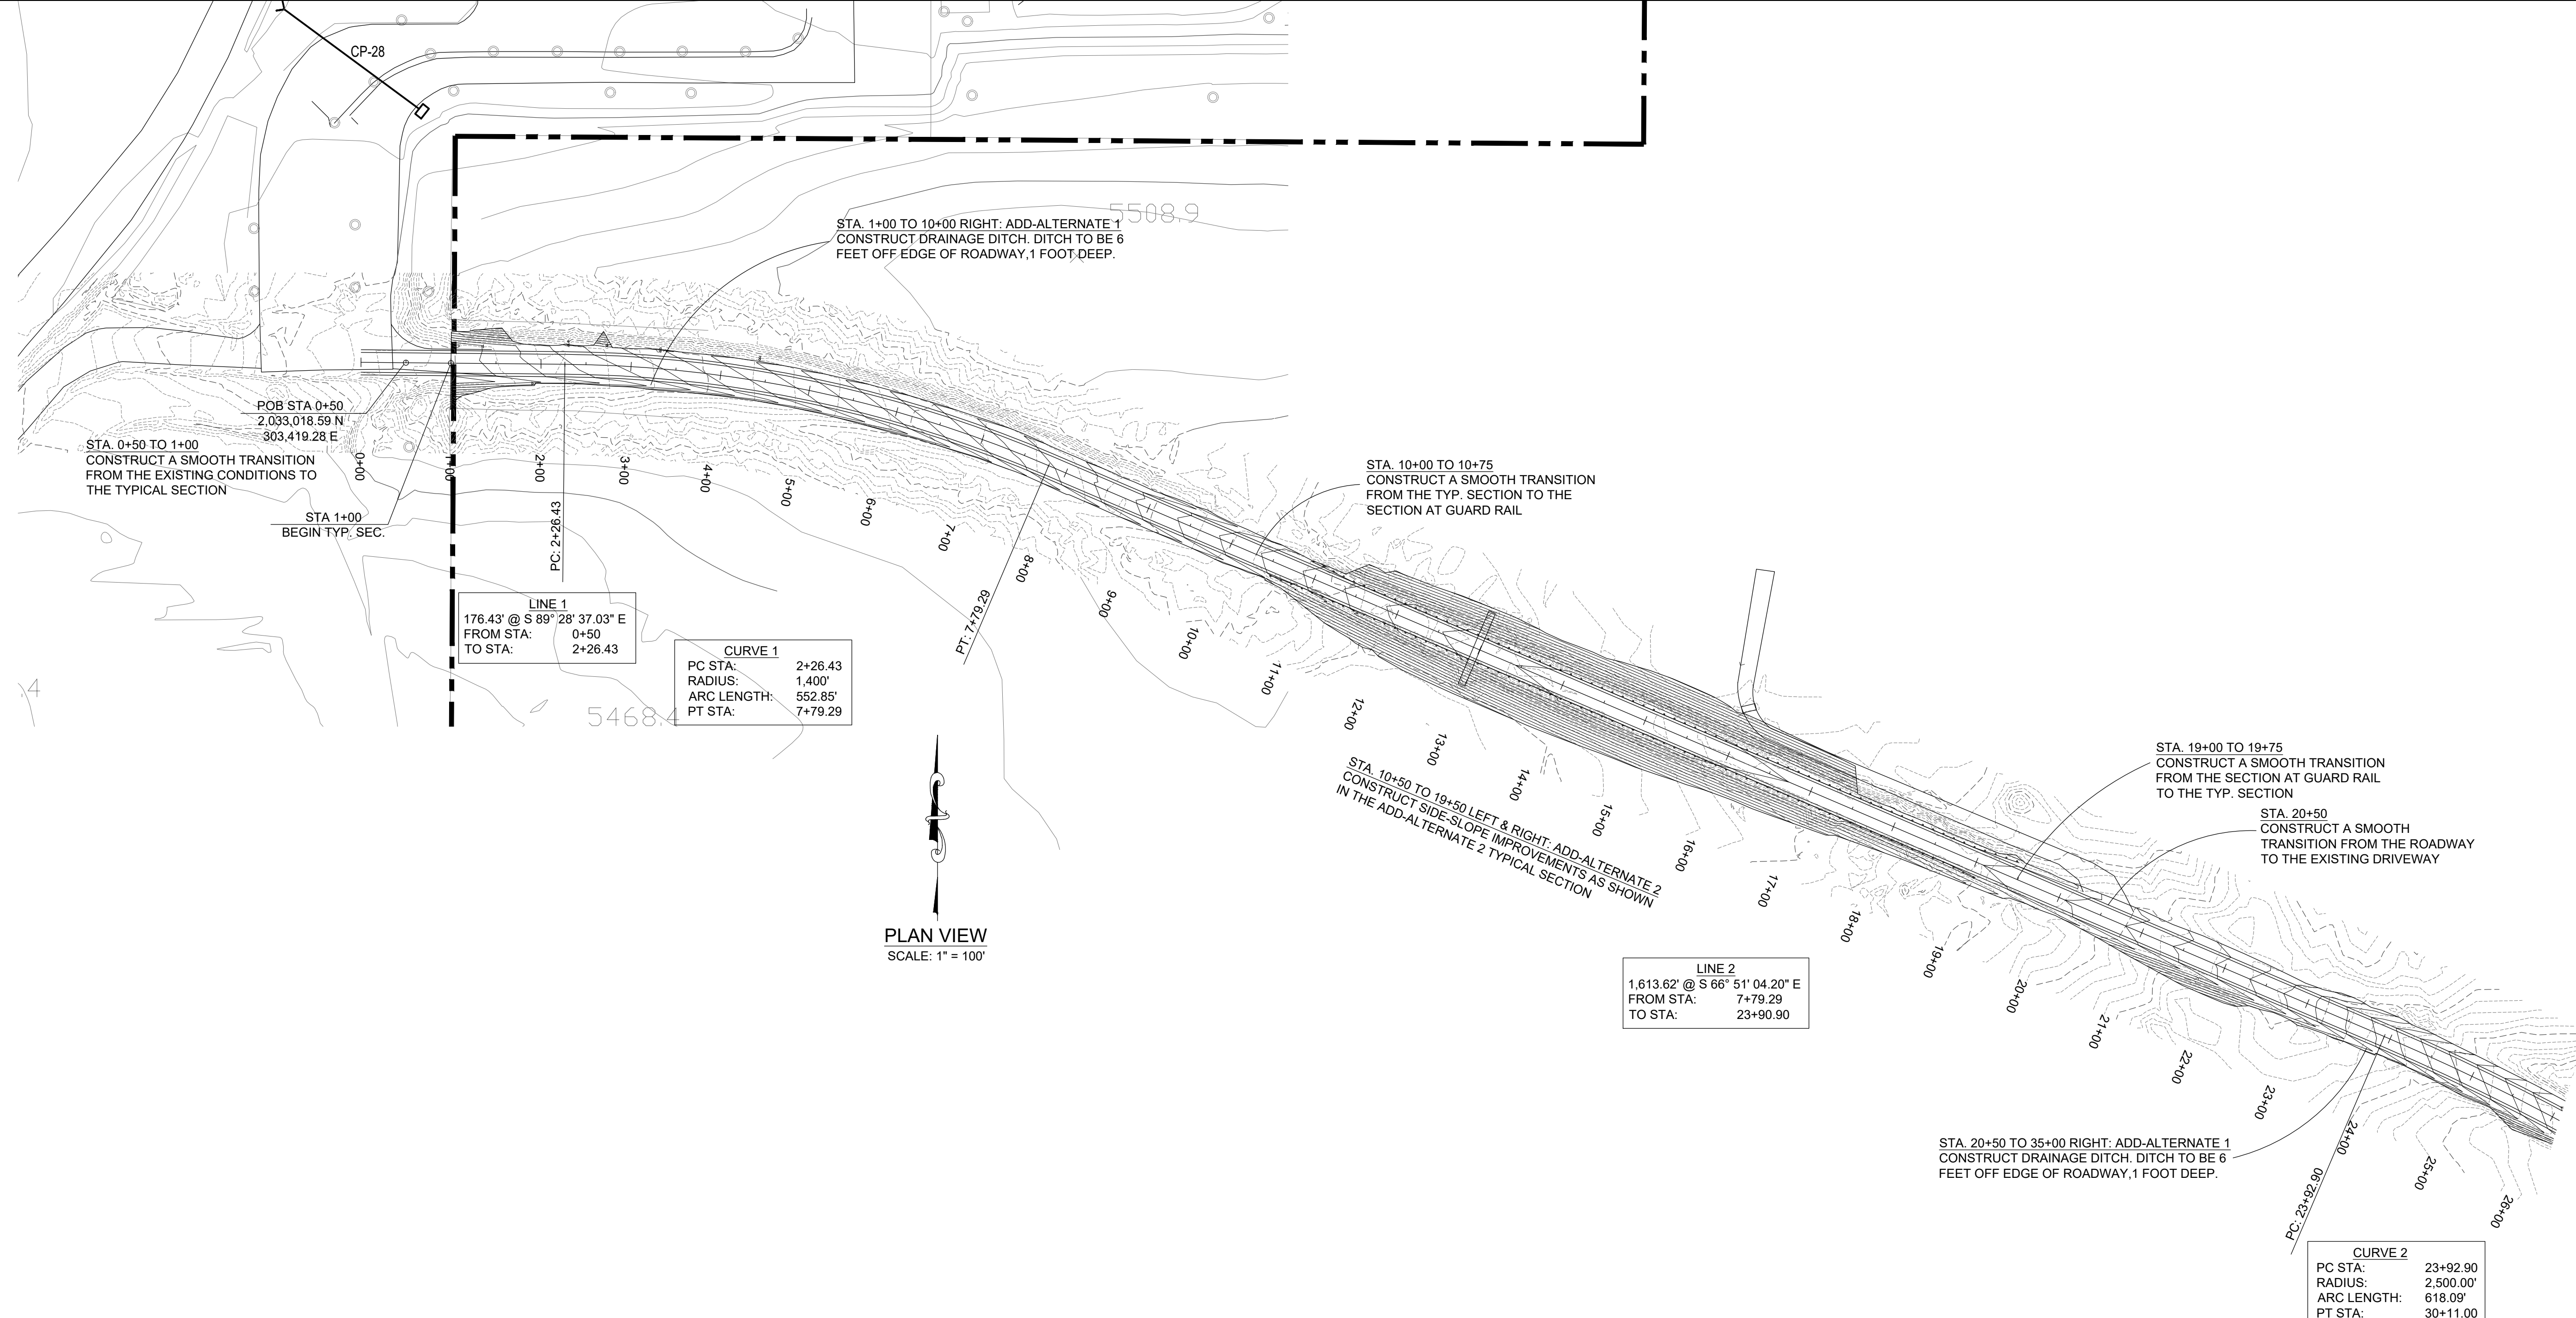 CP-28
5508.9
STA. 1+00 TO 10+00 RIGHT: ADD-ALTERNATE 1
CONSTRUCT DRAINAGE DITCH. DITCH TO BE 6
FEET OFF EDGE OF ROADWAY,1 FOOT DEEP.
POB STA 0+50
2,033,018.59 N
303,419.28 E
STA. 0+50 TO 1+00
CONSTRUCT A SMOOTH TRANSITION
FROM THE EXISTING CONDITIONS TO
THE TYPICAL SECTION
STA 1+00
BEGIN TYP. SEC.
0+00
1+00
2+00
3+00
4+00
5+00
6+00
7+00
8+00
9+00
10+00
11+00
12+00
13+00
14+00
15+00
16+00
17+00
18+00
19+00
20+00
21+00
22+00
23+00
24+00
25+00
26+00
PC: 2+26.43
PT: 7+79.29
STA. 10+00 TO 10+75
CONSTRUCT A SMOOTH TRANSITION
FROM THE TYP. SECTION TO THE
SECTION AT GUARD RAIL
LINE 1
176.43' @ S 89° 28' 37.03" E
FROM STA: 0+50
TO STA: 2+26.43
CURVE 1
PC STA: 2+26.43
RADIUS: 1,400'
ARC LENGTH: 552.85'
PT STA: 7+79.29
.4
5468.4
STA. 10+50 TO 19+50 LEFT & RIGHT: ADD-ALTERNATE 2
CONSTRUCT SIDE-SLOPE IMPROVEMENTS AS SHOWN
IN THE ADD-ALTERNATE 2 TYPICAL SECTION
STA. 19+00 TO 19+75
CONSTRUCT A SMOOTH TRANSITION
FROM THE SECTION AT GUARD RAIL
TO THE TYP. SECTION
STA. 20+50
CONSTRUCT A SMOOTH
TRANSITION FROM THE ROADWAY
TO THE EXISTING DRIVEWAY
PLAN VIEW
SCALE: 1" = 100'
LINE 2
1,613.62' @ S 66° 51' 04.20" E
FROM STA: 7+79.29
TO STA: 23+90.90
STA. 20+50 TO 35+00 RIGHT: ADD-ALTERNATE 1
CONSTRUCT DRAINAGE DITCH. DITCH TO BE 6
FEET OFF EDGE OF ROADWAY,1 FOOT DEEP.
PC: 23+92.90
CURVE 2
PC STA: 23+92.90
RADIUS: 2,500.00'
ARC LENGTH: 618.09'
PT STA: 30+11.00